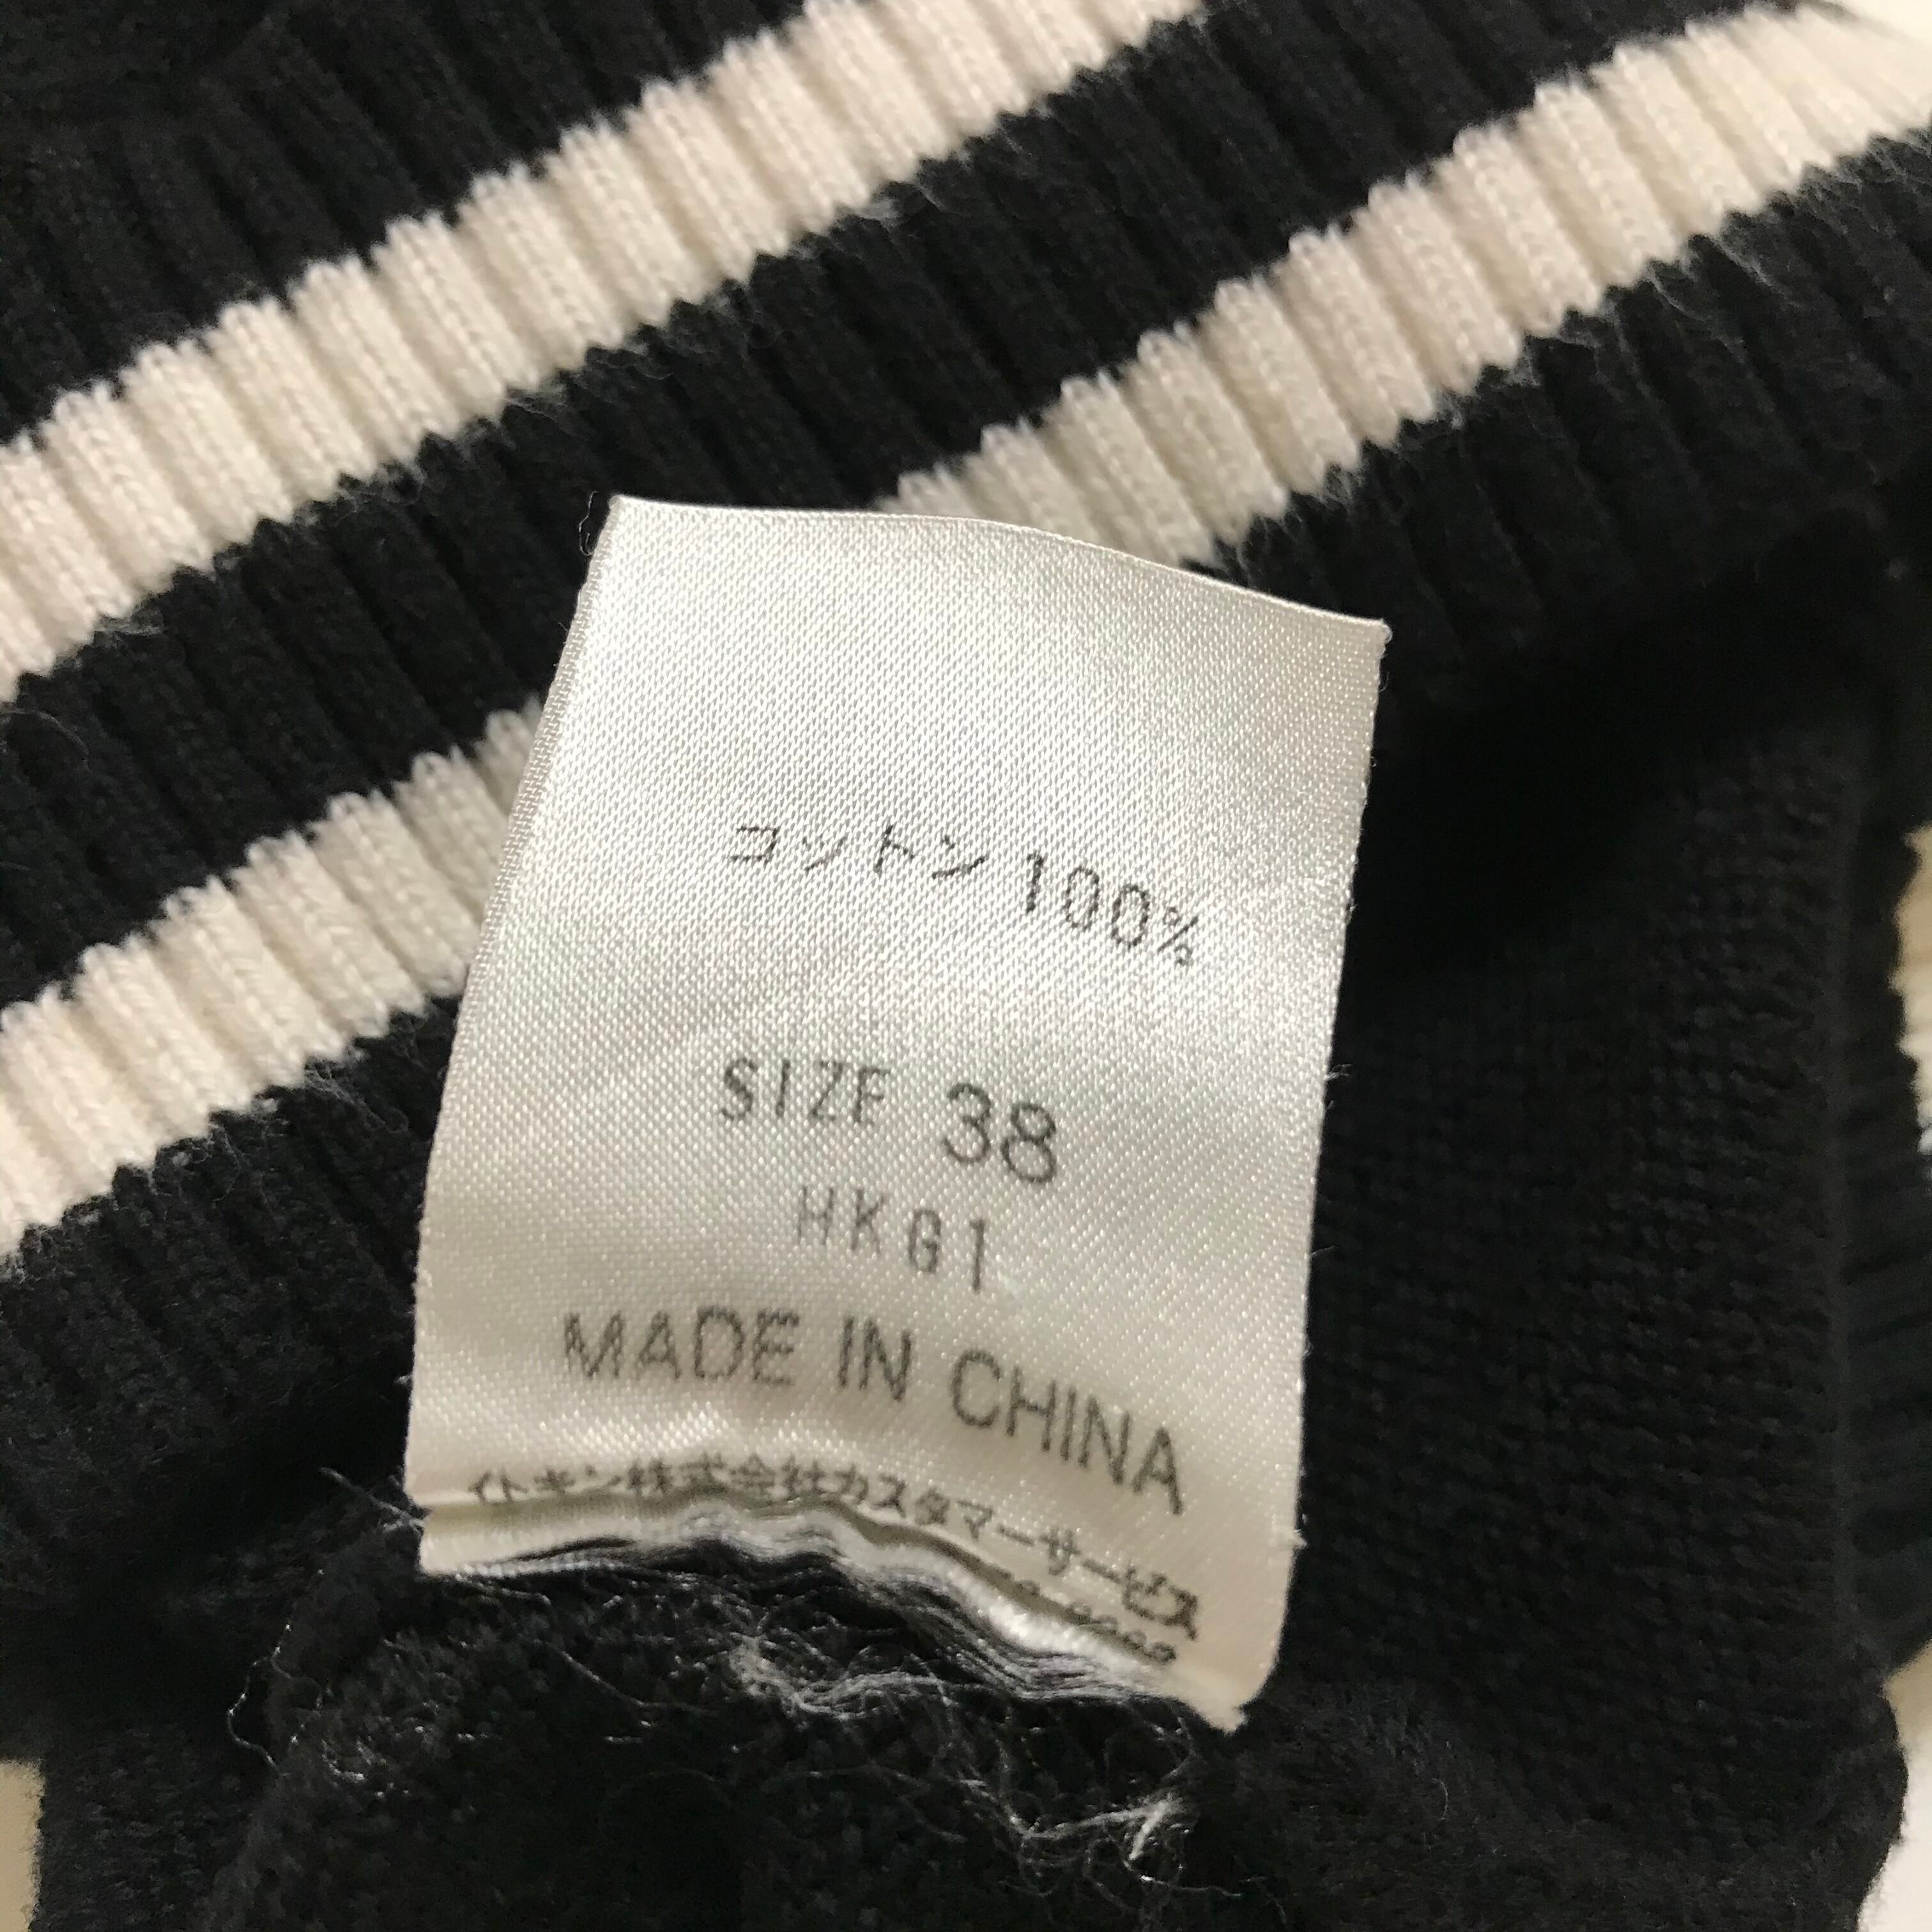 コットン100%
SIZE 38
HKG1
MADE IN CHINA
イトキン株式会社カスタマーサービス